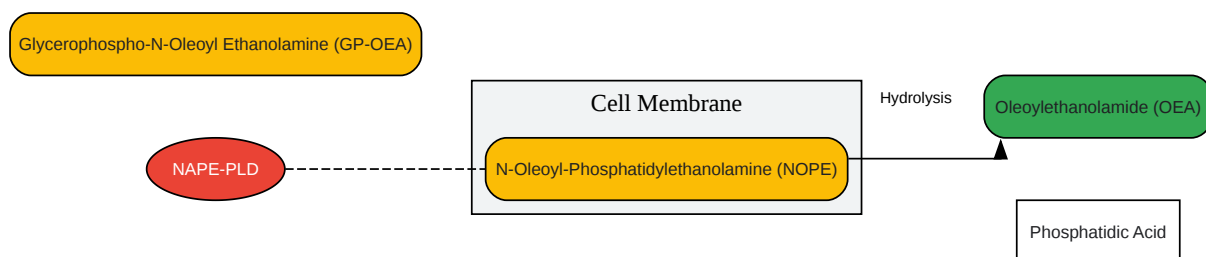 Glycerophospho-N-Oleoyl Ethanolamine (GP-OEA)
Cell Membrane
Hydrolysis
Oleoylethanolamide (OEA)
NAPE-PLD
N-Oleoyl-Phosphatidylethanolamine (NOPE)
Phosphatidic Acid